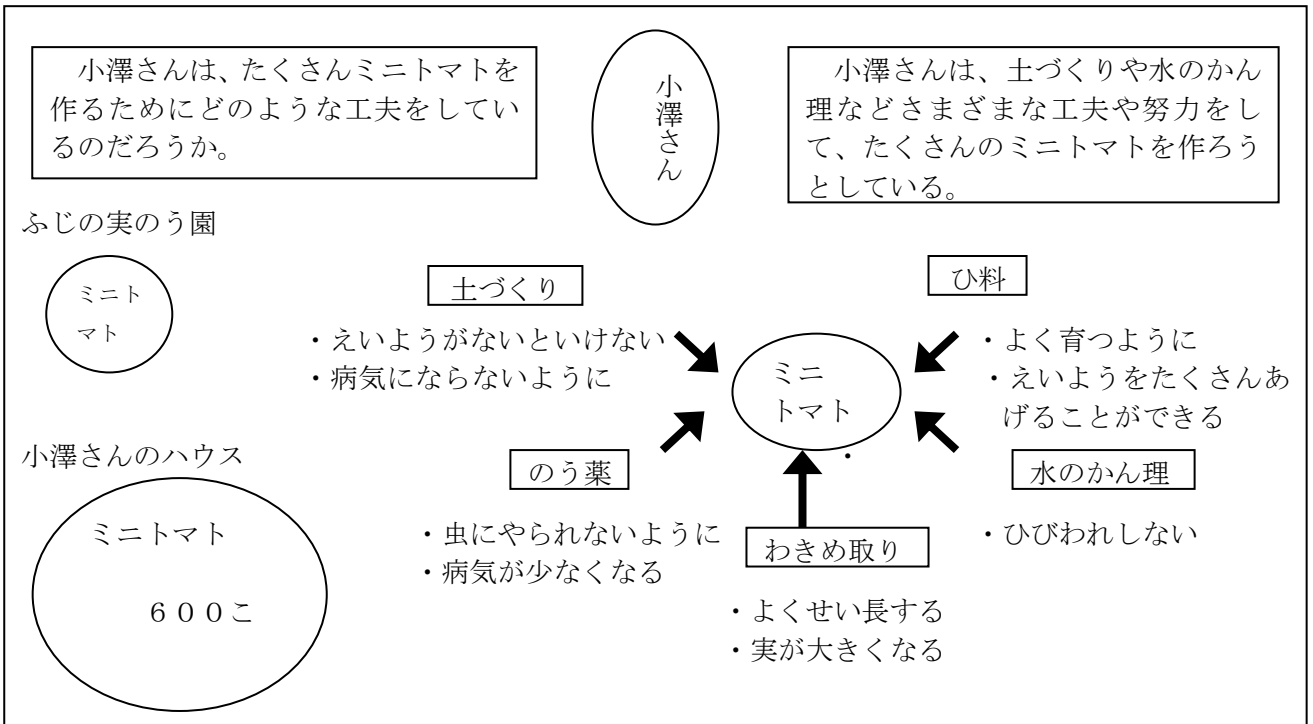 小澤さんは、たくさんミニトマトを
作るためにどのような工夫をしてい
るのだろうか。
小澤さん
　小澤さんは、土づくりや水のかん
理などさまざまな工夫や努力をし
て、たくさんのミニトマトを作ろう
としている。
ふじの実のう園
ミニト
マト
土づくり
・えいようがないといけない
・病気にならないように
ひ料
・よく育つように
・えいようをたくさんあ
げることができる
ミニ
トマト
・
小澤さんのハウス
ミニトマト
６００こ
のう薬
・虫にやられないように
・病気が少なくなる
わきめ取り
・よくせい長する
・実が大きくなる
水のかん理
・ひびわれしない